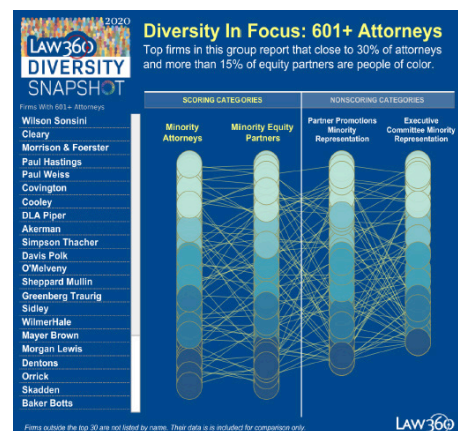 2020
LAW360
DIVERSITY
SNAPSHOT
Diversity In Focus: 601+ Attorneys
Top firms in this group report that close to 30% of attorneys
and more than 15% of equity partners are people of color.
SCORING CATEGORIES
NONSCORING CATEGORIES
Firms With 601+ Attorneys
Minority
Attorneys
Minority Equity
Partners
Partner Promotions
Minority
Representation
Executive
Committee Minority
Representation
Wilson Sonsini
Cleary
Morrison & Foerster
Paul Hastings
Paul Weiss
Covington
Cooley
DLA Piper
Akerman
Simpson Thacher
Davis Polk
O'Melveny
Sheppard Mullin
Greenberg Traurig
Sidley
WilmerHale
Mayer Brown
Morgan Lewis
Dentons
Orrick
Skadden
Baker Botts
Firms outside the top 30 are not listed by name. Their data is is included for comparison only.
LAW360